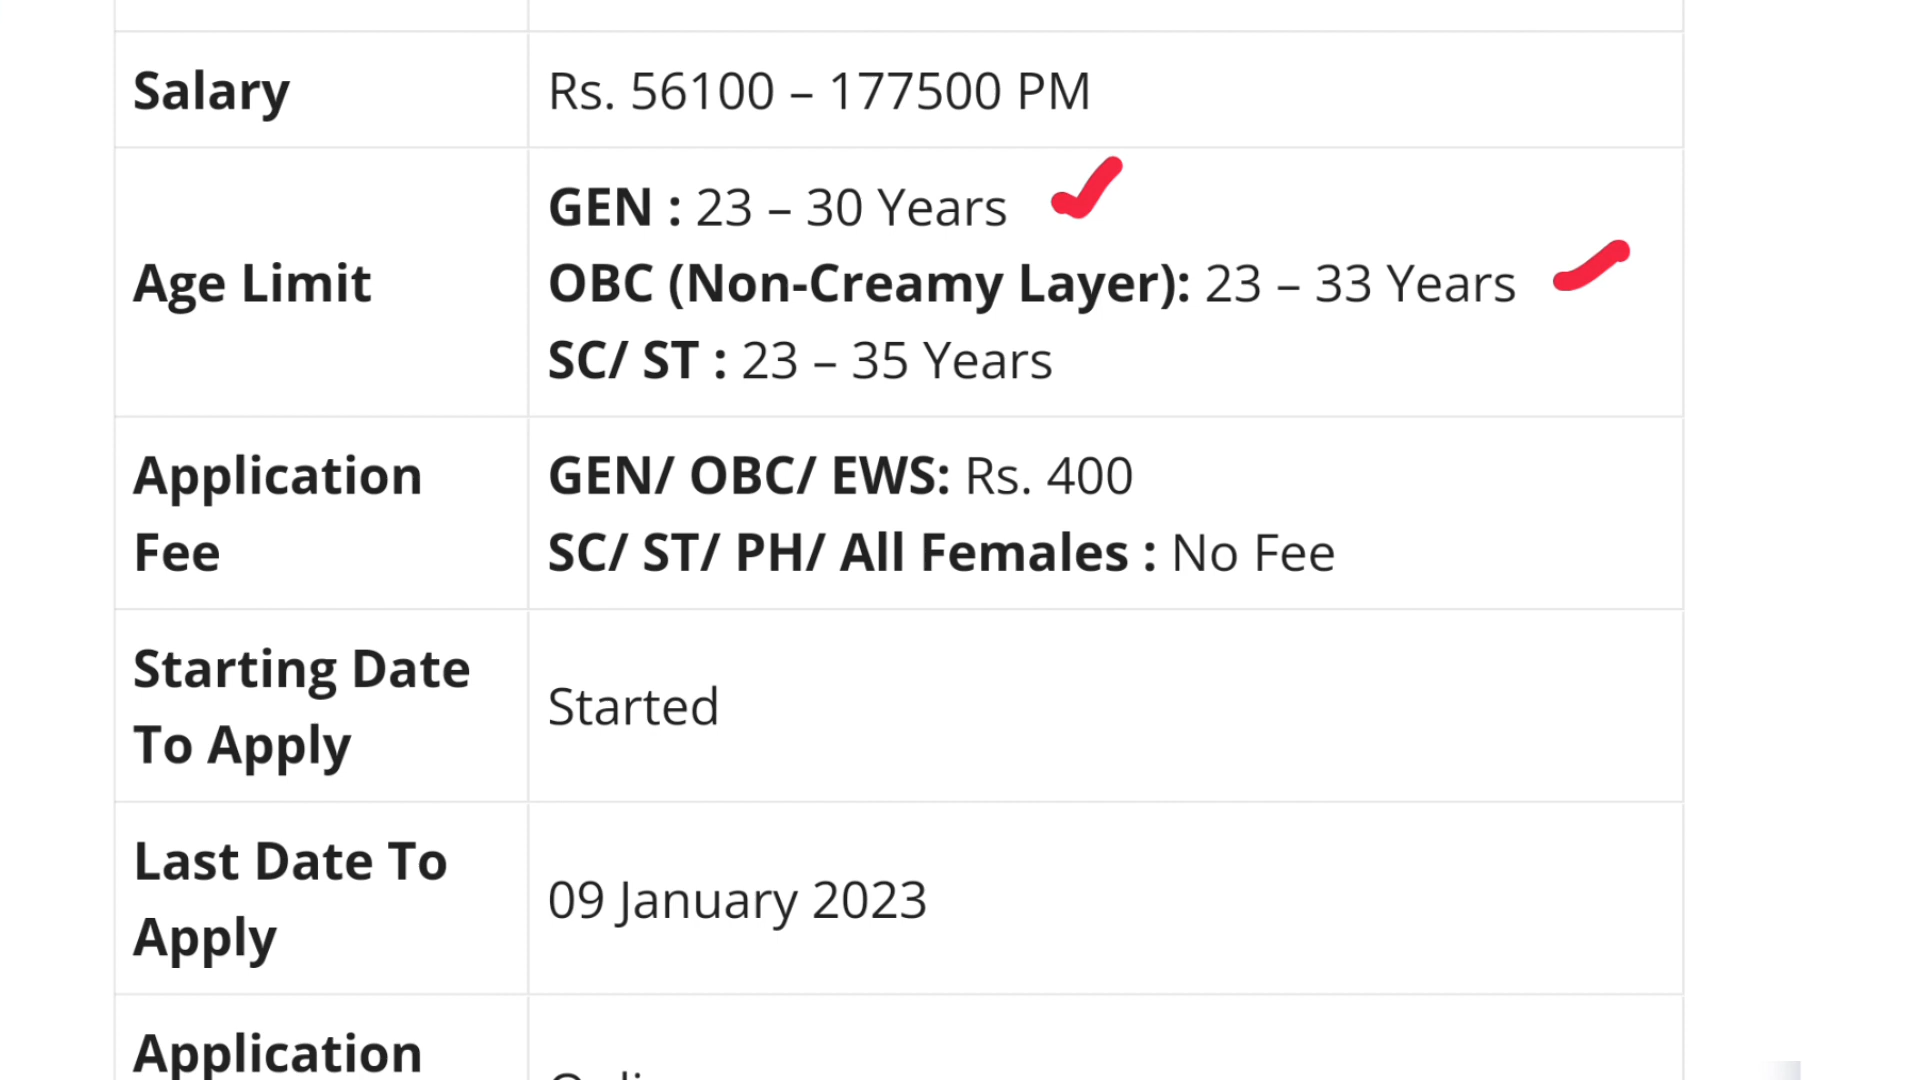 Salary
Rs. 56100 – 177500 PM
Age Limit
GEN : 23 – 30 Years
OBC (Non-Creamy Layer): 23 – 33 Years
SC/ ST : 23 – 35 Years
Application
Fee
GEN/ OBC/ EWS: Rs. 400
SC/ ST/ PH/ All Females : No Fee
Starting Date
To Apply
Started
Last Date To
Apply
09 January 2023
Application